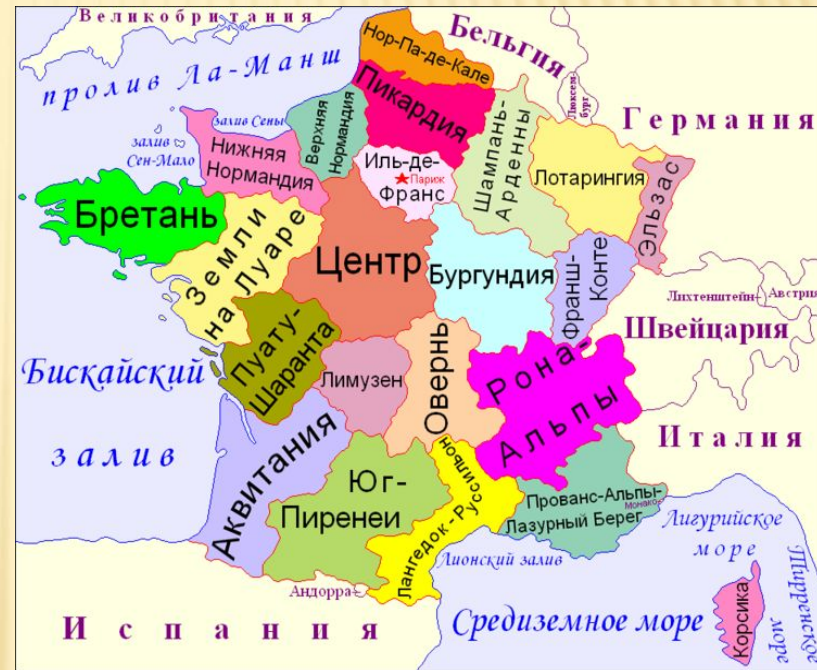 Великобритания
Нор-Па-де-Кале
Бельгия
пролив Ла-Манш
Пикардия
Люксем-
бург
Германия
залив Сены
Верхняя
Нормандия
залив
Сен-Мало
Нижняя
Нормандия
Иль-де-
Париж
Франс
Шампань-
Арденны
Лотарингия
Эльзас
Бретань
Земли
на Луаре
Центр
Бургундия
Франш-
Конте
Лихтенштейн
Австрия
Швейцария
Бискайский
залив
Пуату-
Шаранта
Лимузен
Овернь
Рона-
Альпы
Италия
Аквитания
Юг-
Пиренеи
Лангедок-Руссильон
Прованс-Альпы-
Монако
Лазурный Берег
Лигурийское
море
Лионский залив
Тирренское
море
Андорра
Испания
Средиземное море
Корсика